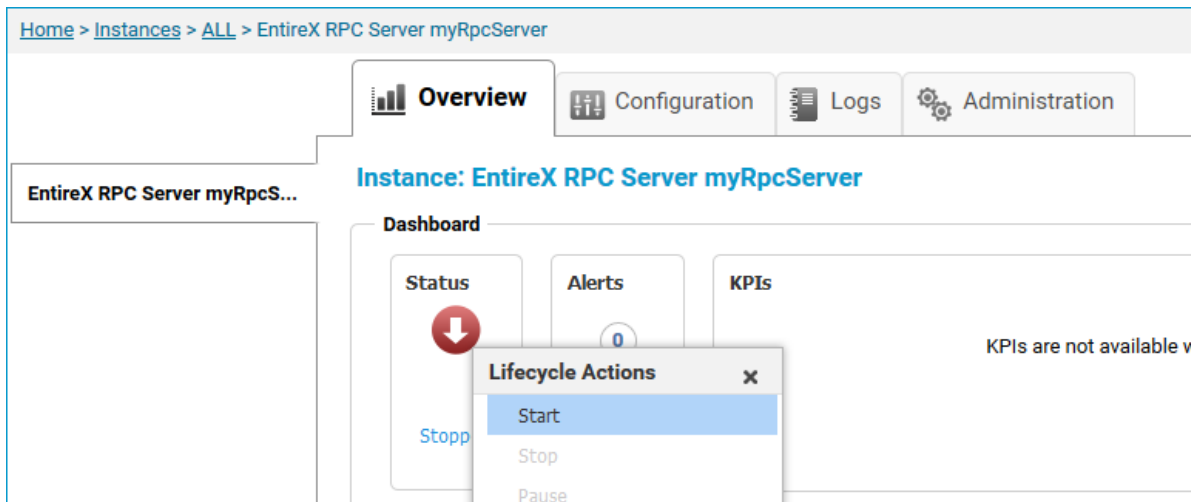 Home > Instances > ALL > EntireX RPC Server myRpcServer
Overview
Configuration
Logs
Administration
EntireX RPC Server myRpcS...
Instance: EntireX RPC Server myRpcServer
Dashboard
Status
Alerts
KPIs
0
KPIs are not available
Lifecycle Actions
Start
Stopp
Stop
Pause